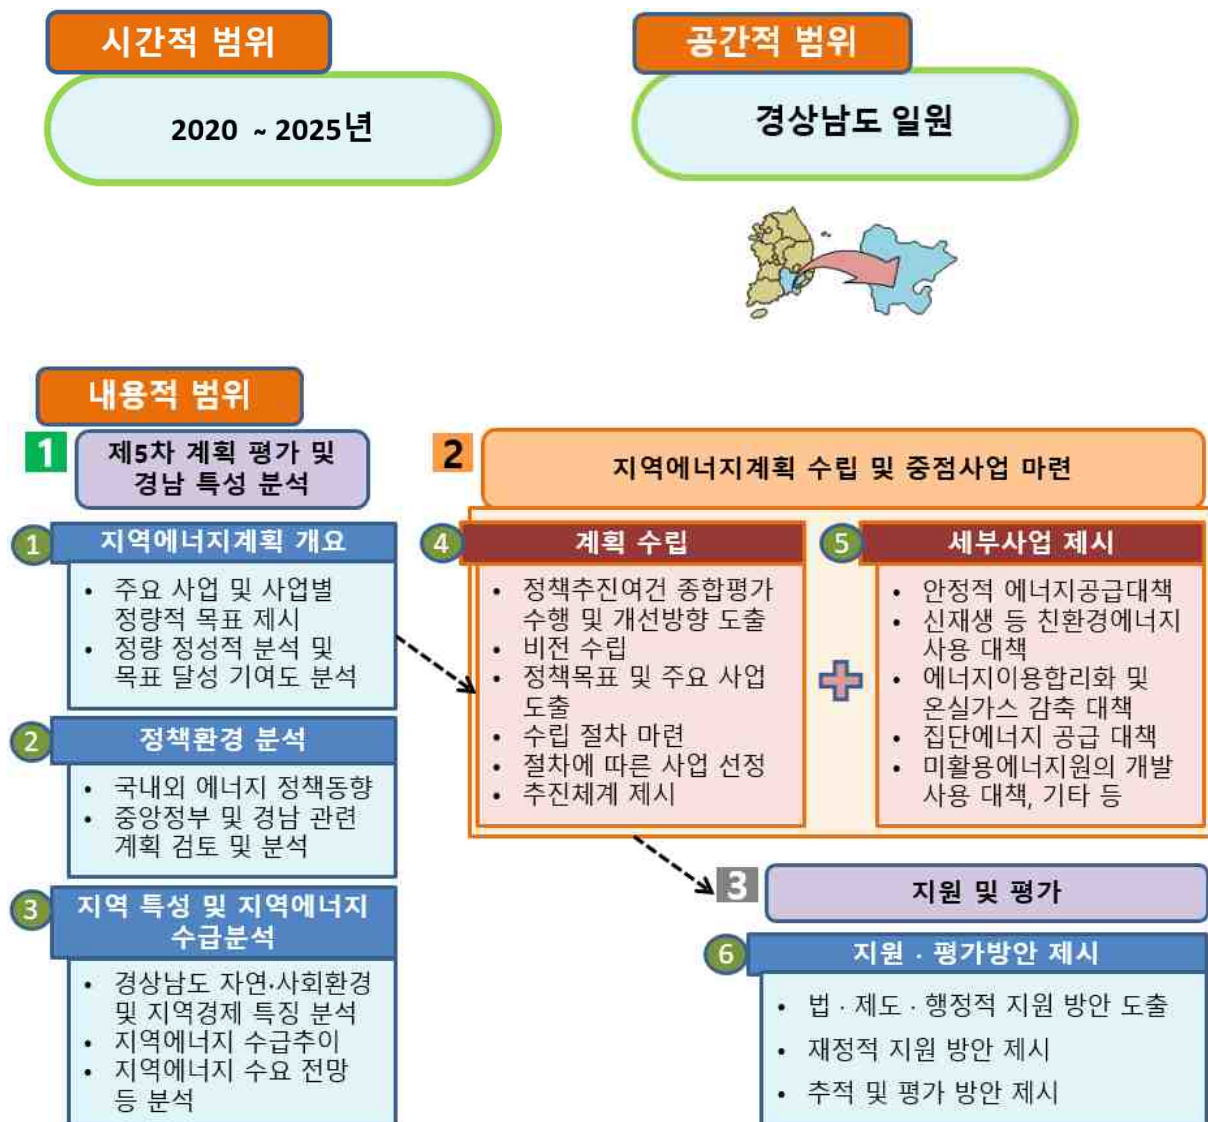 시간적 범위
2020 ~ 2025년
공간적 범위
경상남도 일원
내용적 범위
1
제5차 계획 평가 및
경남 특성 분석
1
지역에너지계획 개요
• 주요 사업 및 사업별
정량적 목표 제시
• 정량 정성적 분석 및
목표 달성 기여도 분석
2
정책환경 분석
• 국내외 에너지 정책동향
• 중앙정부 및 경남 관련
계획 검토 및 분석
3
지역 특성 및 지역에너지
수급분석
• 경상남도 자연·사회환경
및 지역경제 특징 분석
• 지역에너지 수급추이
• 지역에너지 수요 전망
등 분석
2
지역에너지계획 수립 및 중점사업 마련
4
계획 수립
• 정책추진여건 종합평가
수행 및 개선방향 도출
• 비전 수립
• 정책목표 및 주요 사업
도출
• 수립 절차 마련
• 절차에 따른 사업 선정
• 추진체계 제시
5
세부사업 제시
• 안정적 에너지공급대책
• 신재생 등 친환경에너지
사용 대책
• 에너지이용합리화 및
온실가스 감축 대책
• 집단에너지 공급 대책
• 미활용에너지원의 개발
사용 대책, 기타 등
3
지원 및 평가
6
지원 · 평가방안 제시
• 법 · 제도 · 행정적 지원 방안 도출
• 재정적 지원 방안 제시
• 추적 및 평가 방안 제시